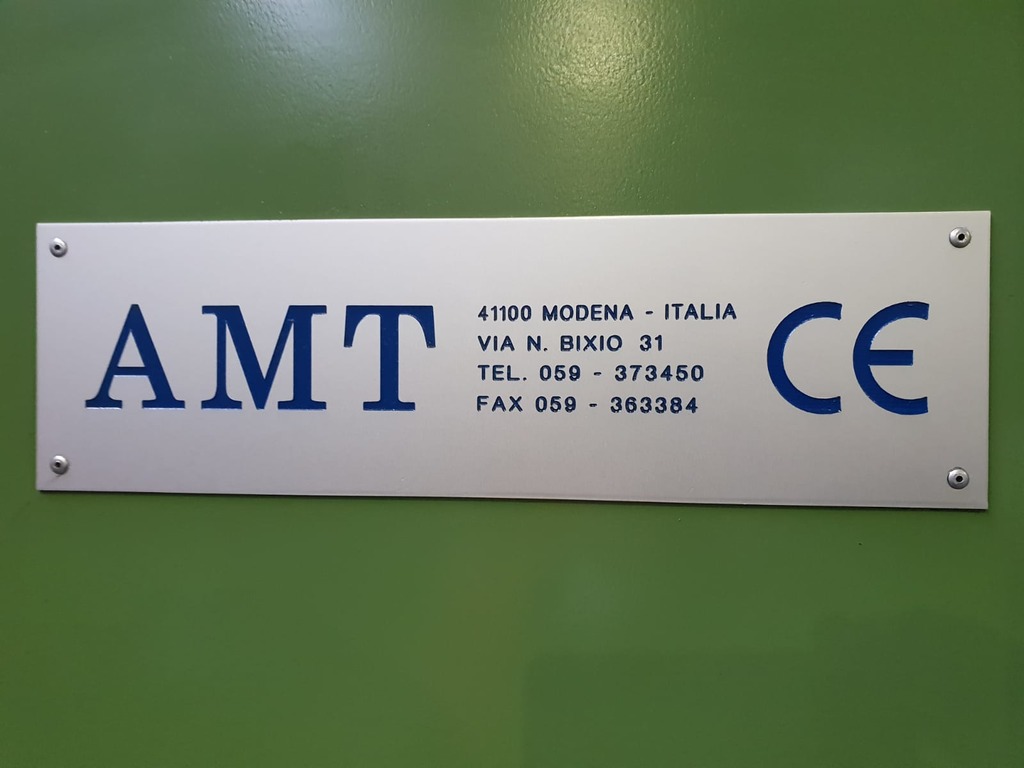 AMT
41100 MODENA - ITALIA
VIA N. BIXIO 31
TEL. 059 - 373450
FAX 059 - 363384
CE